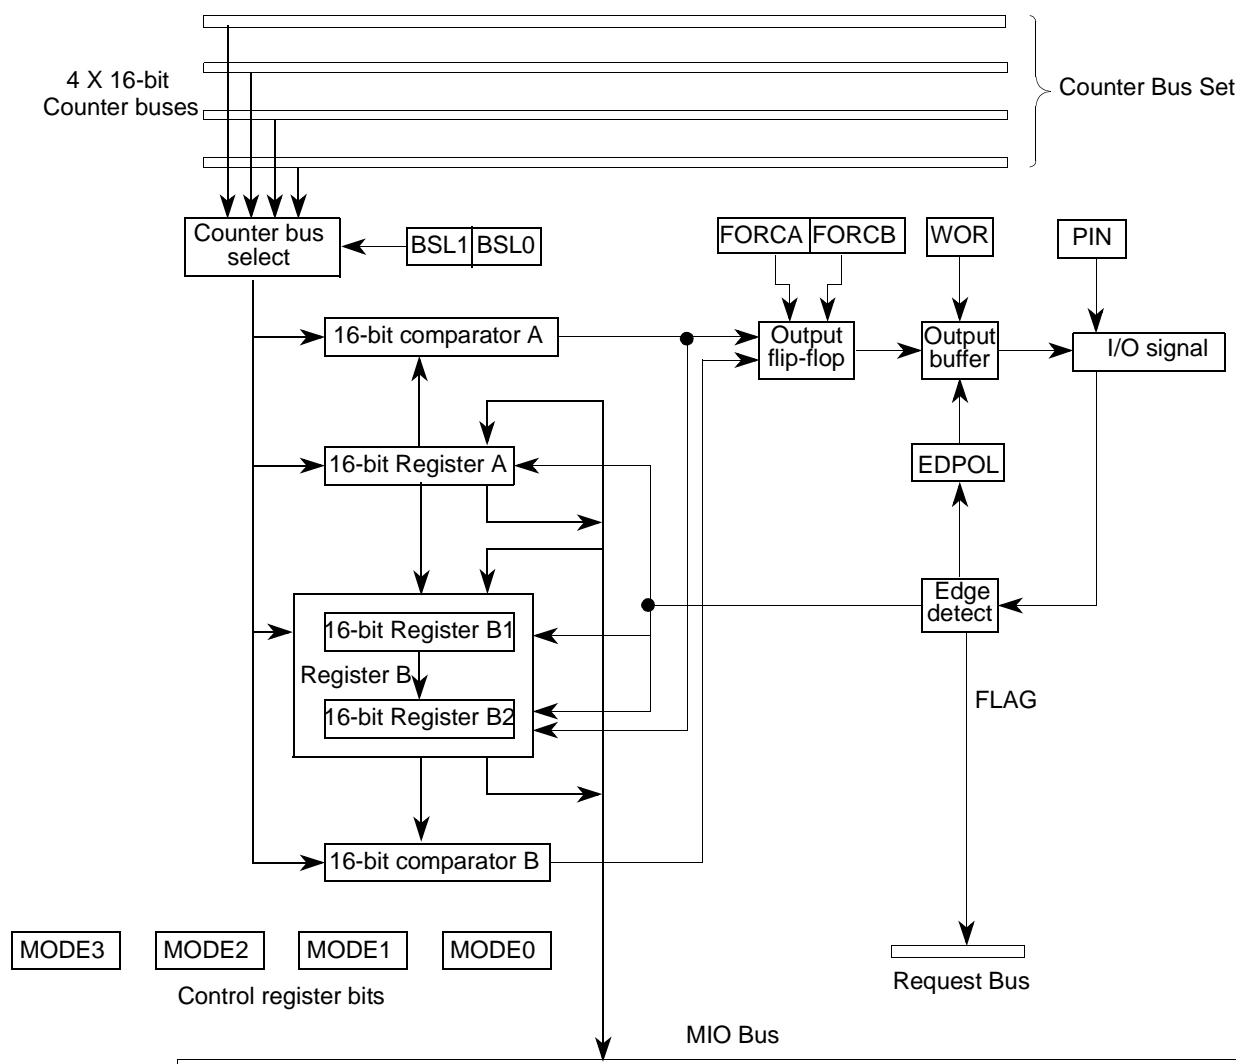 4 X 16-bit
Counter buses
Counter Bus Set
Counter bus
select
BSL1 BSL0
FORCA FORCB
WOR
PIN
16-bit comparator A
Output
flip-flop
Output
buffer
I/O signal
16-bit Register A
EDPOL
Edge
detect
16-bit Register B1
Register B
16-bit Register B2
FLAG
16-bit comparator B
MODE3
MODE2
MODE1
MODE0
Control register bits
Request Bus
MIO Bus